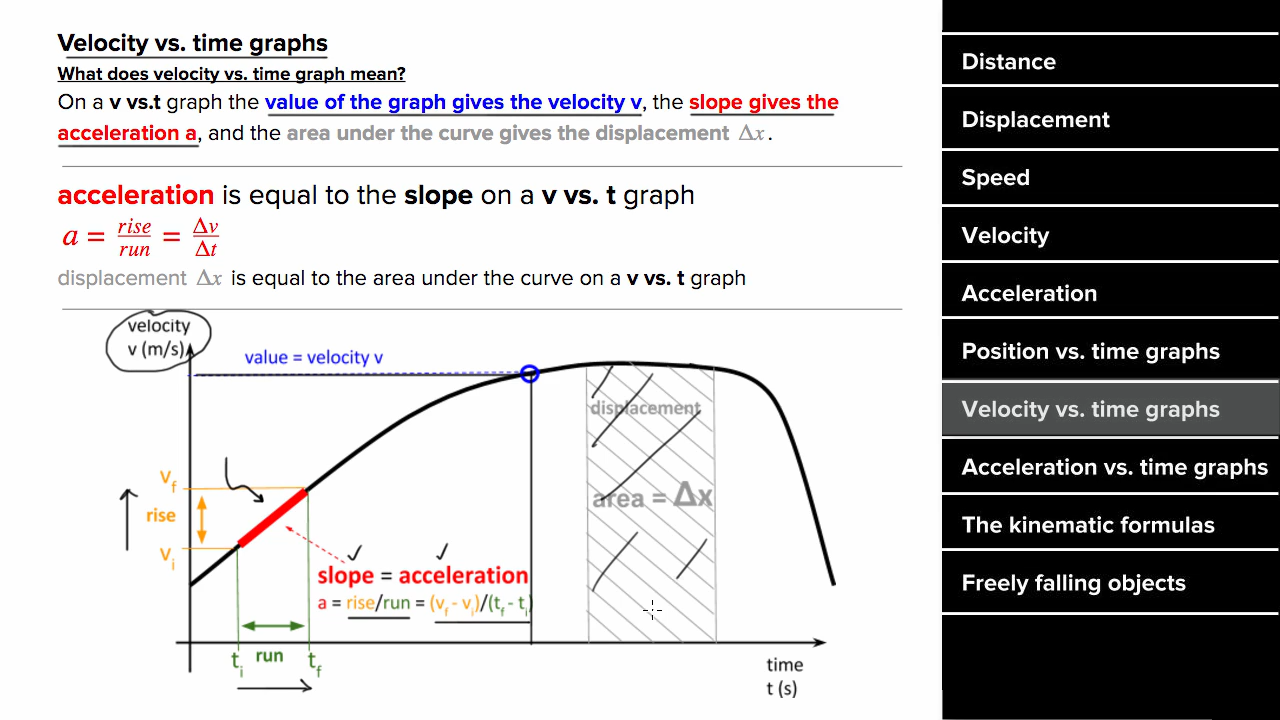 Velocity vs. time graphs
What does velocity vs. time graph mean?
On a v vs.t graph the value of the graph gives the velocity v, the slope gives the
acceleration a, and the area under the curve gives the displacement Δx.
acceleration is equal to the slope on a v vs. t graph
a = rise/run = Δv/Δt
displacement Δx is equal to the area under the curve on a v vs. t graph
velocity
v (m/s)
value = velocity v
displacement
vf
area = Δx
rise
vi
slope = acceleration
a = rise/run = (vf - vi)/(tf - ti)
ti run tf
time
t (s)
Distance
Displacement
Speed
Velocity
Acceleration
Position vs. time graphs
Velocity vs. time graphs
Acceleration vs. time graphs
The kinematic formulas
Freely falling objects